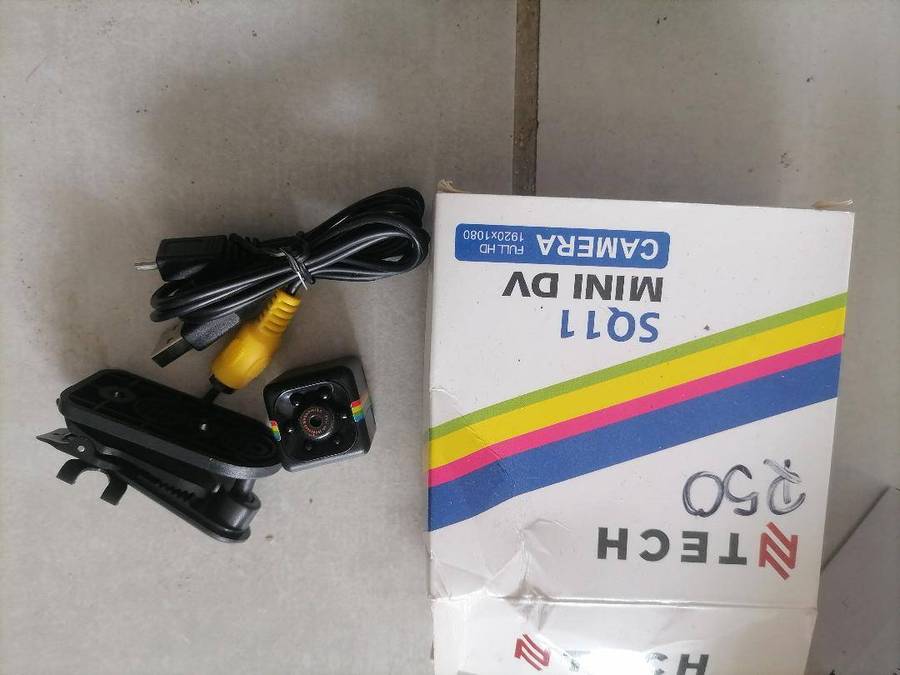 TECH
R50
SQ11
MINI DV
CAMERA
FULL HD
1920x1080